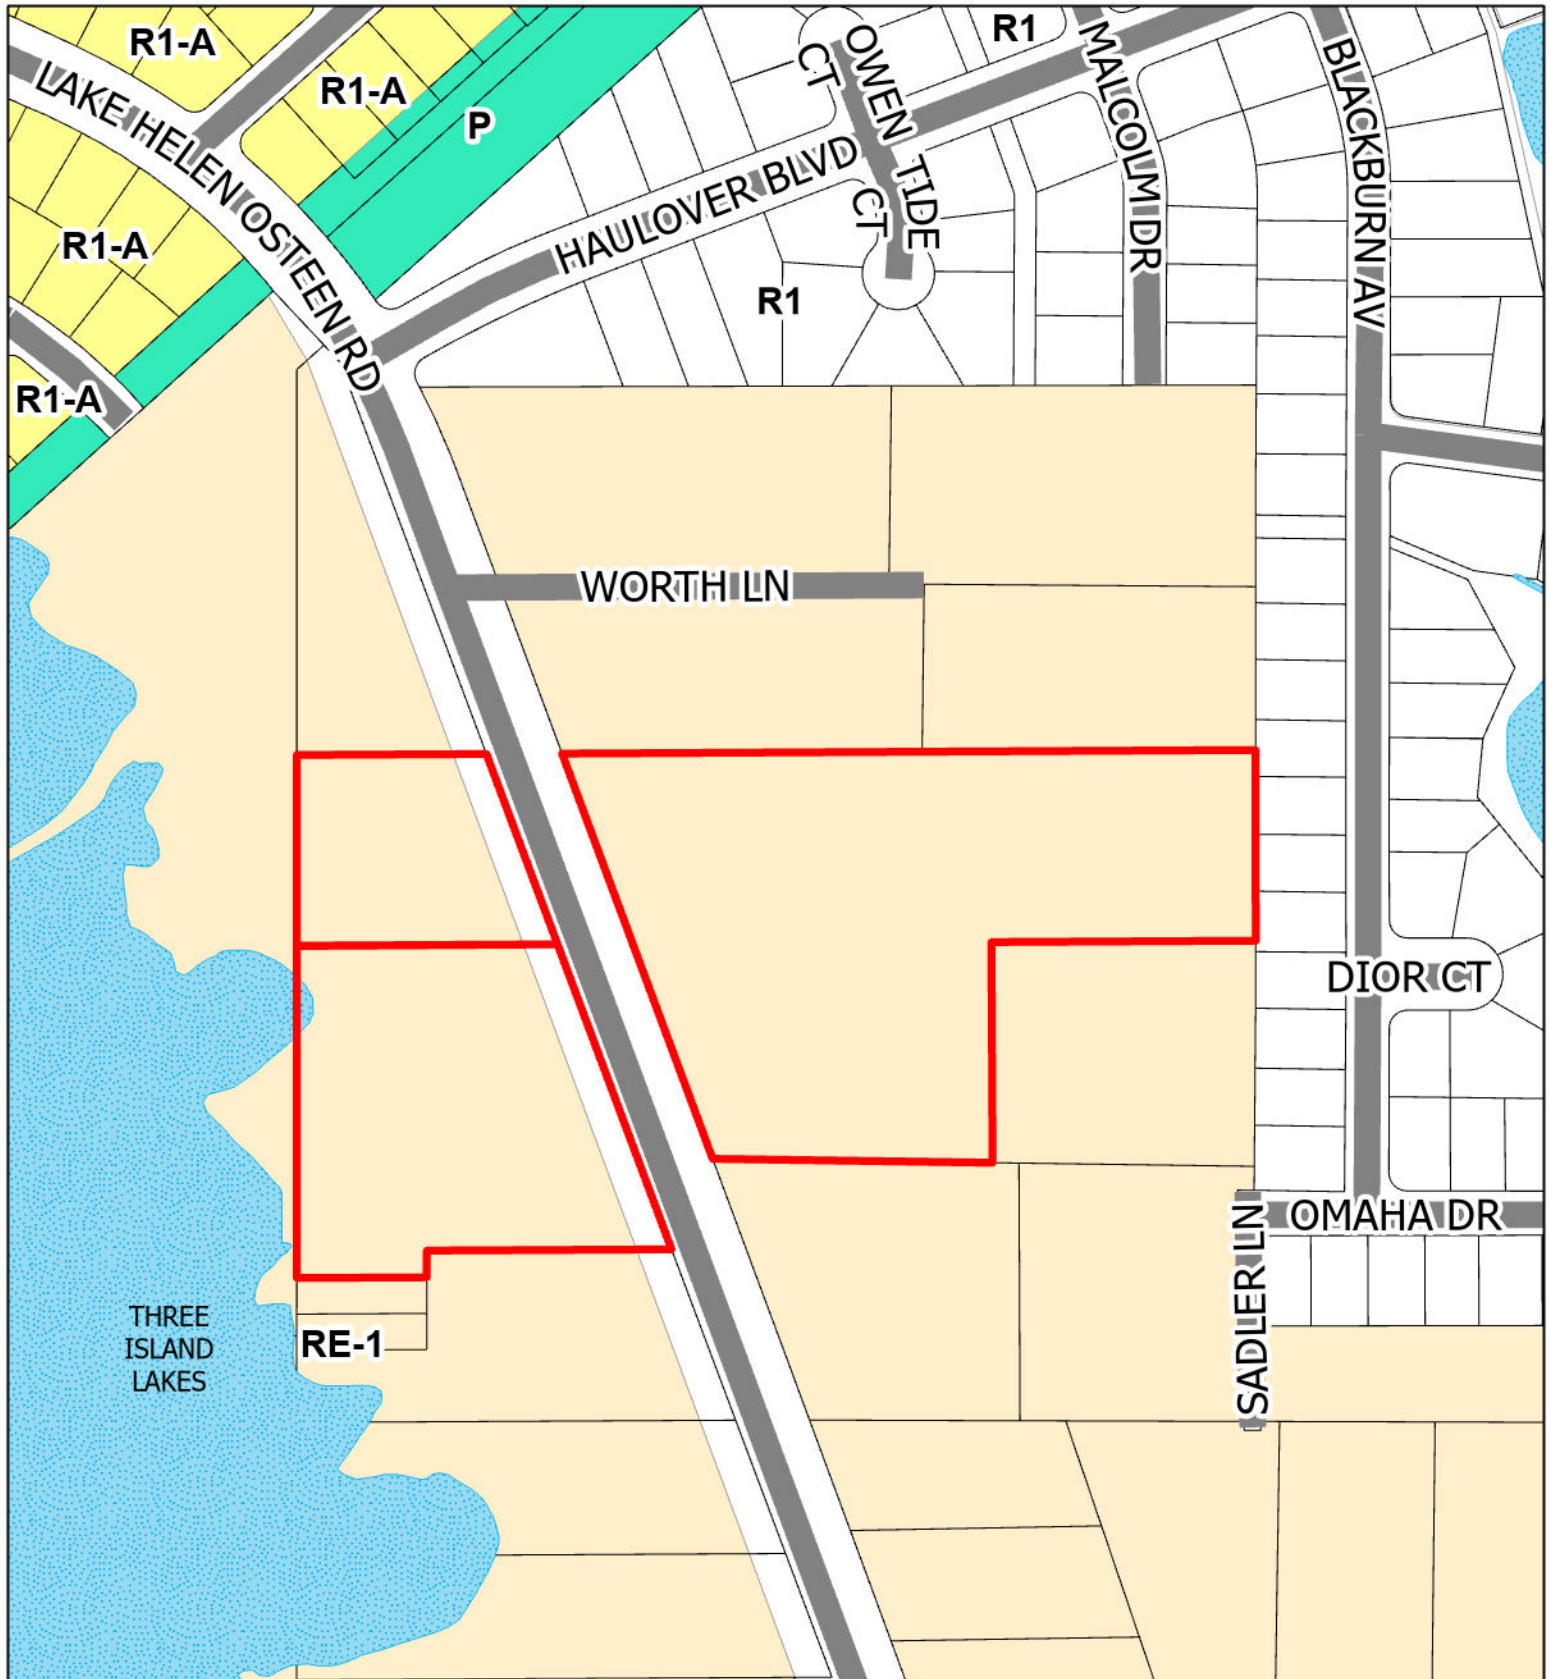 R1-A
R1
R1-A
P
LAKE HELEN OSTEEN RD
OWEN TIDE
CT
CT
MALCOLM DR
BLACKBURN AV
HAULOVER BLVD
R1-A
R1
R1-A
WORTH LN
DIOR CT
OMAHA DR
SADLER LN
THREE
ISLAND
LAKES
RE-1